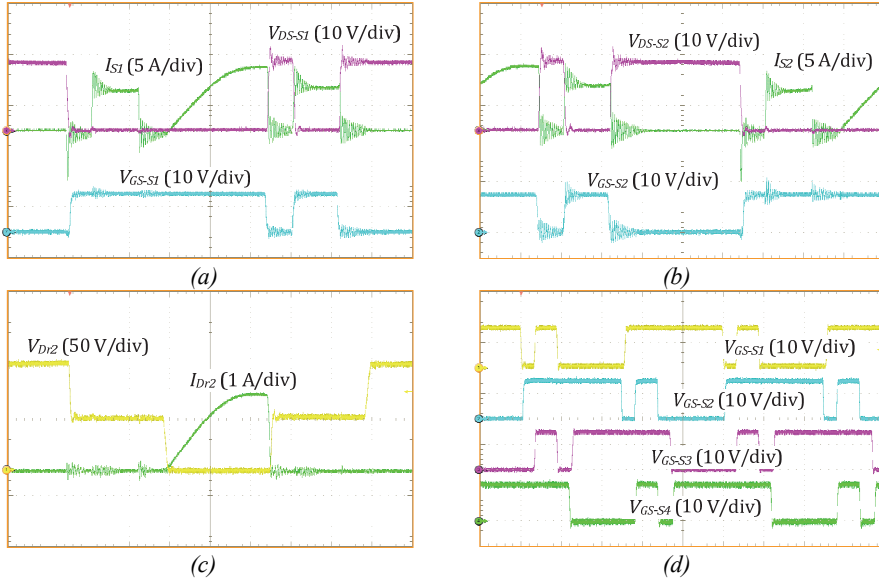 V_DS-S1 (10 V/div)
I_S1 (5 A/div)
V_GS-S1 (10 V/div)
(a)
V_DS-S2 (10 V/div)
I_S2 (5 A/div)
V_GS-S2 (10 V/div)
(b)
V_Dr2 (50 V/div)
I_Dr2 (1 A/div)
(c)
V_GS-S1 (10 V/div)
V_GS-S2 (10 V/div)
V_GS-S3 (10 V/div)
V_GS-S4 (10 V/div)
(d)